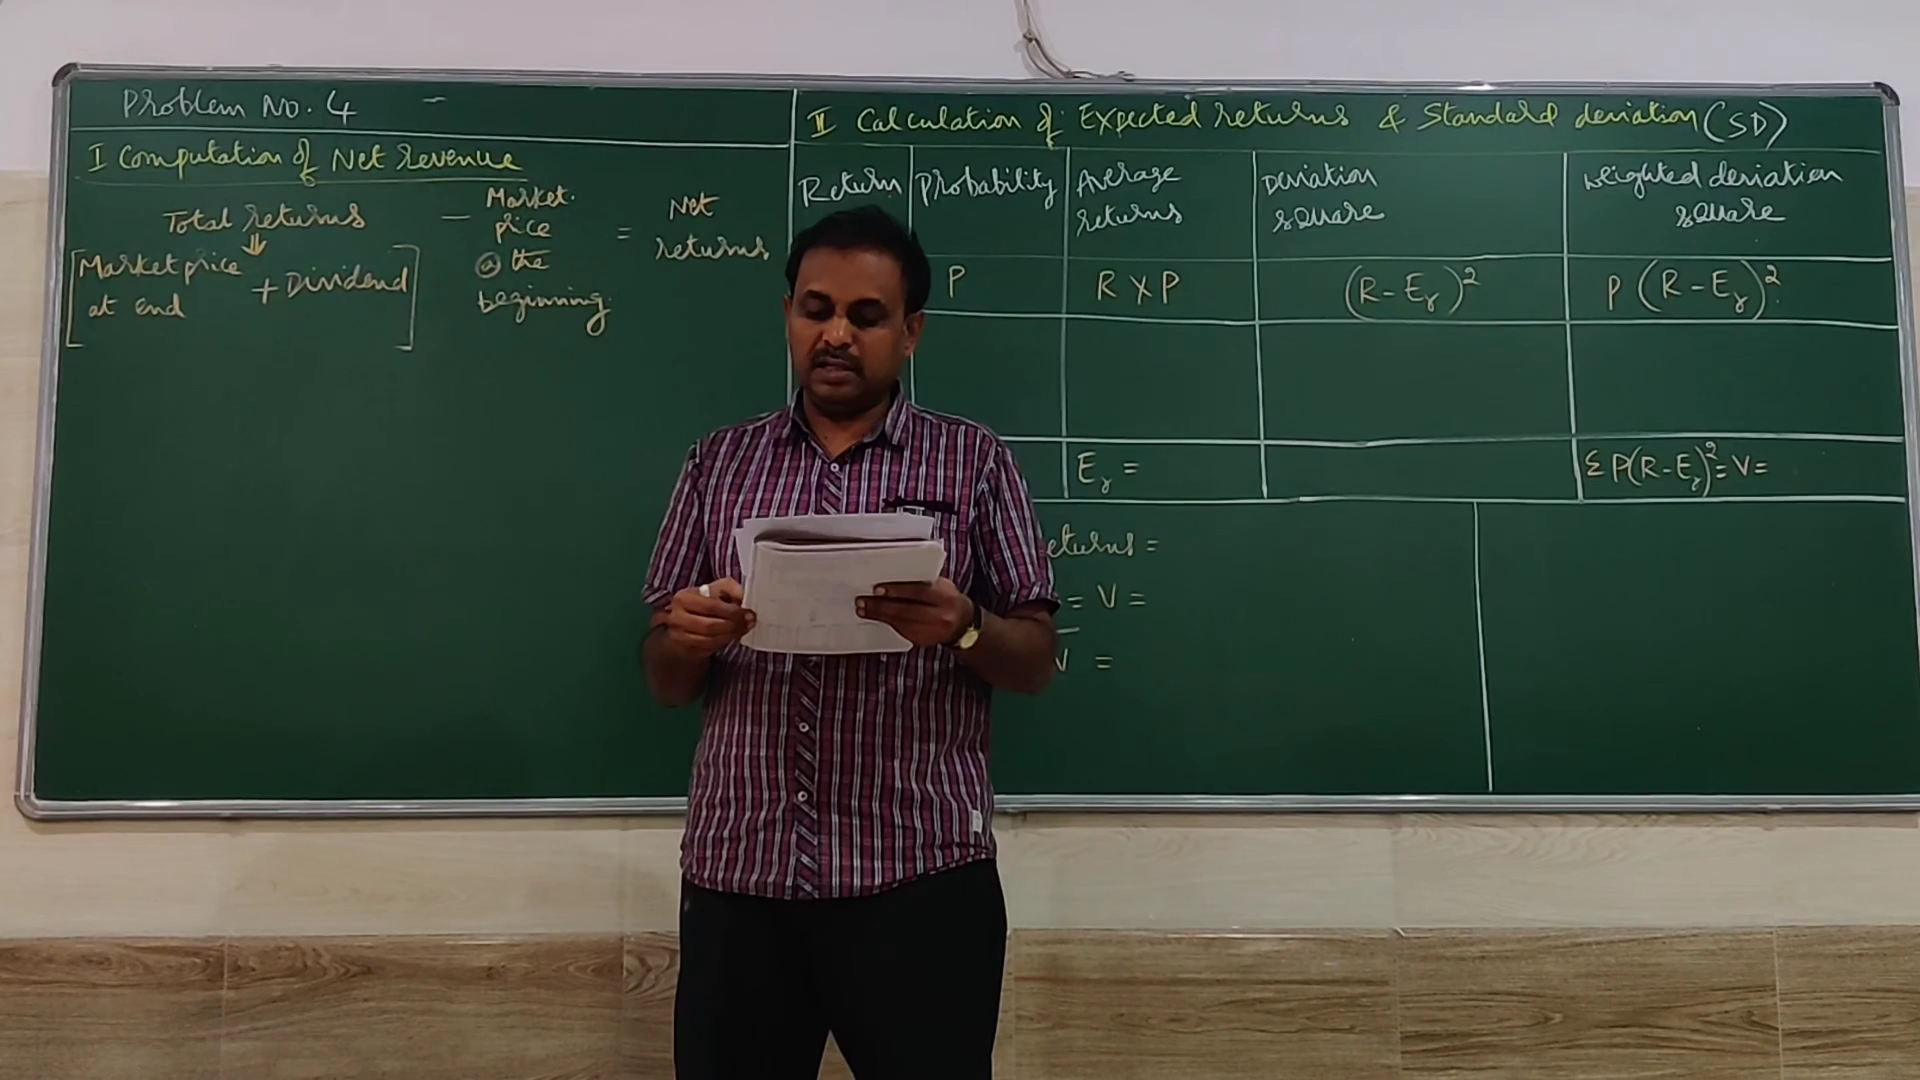 Problem No. 4 -
I Computation of Net revenue
Total returns - Market price @ the beginning = Net returns
⇓
[Market price at end + Dividend]
II Calculation of Expected returns & Standard deviation (SD)
Return Probability Average returns Deviation square weighted deviation square
P R X P (R-Er)² P(R-Er)²
Er = ΣP(R-Er)² = V =
eturns =
= V =
V =